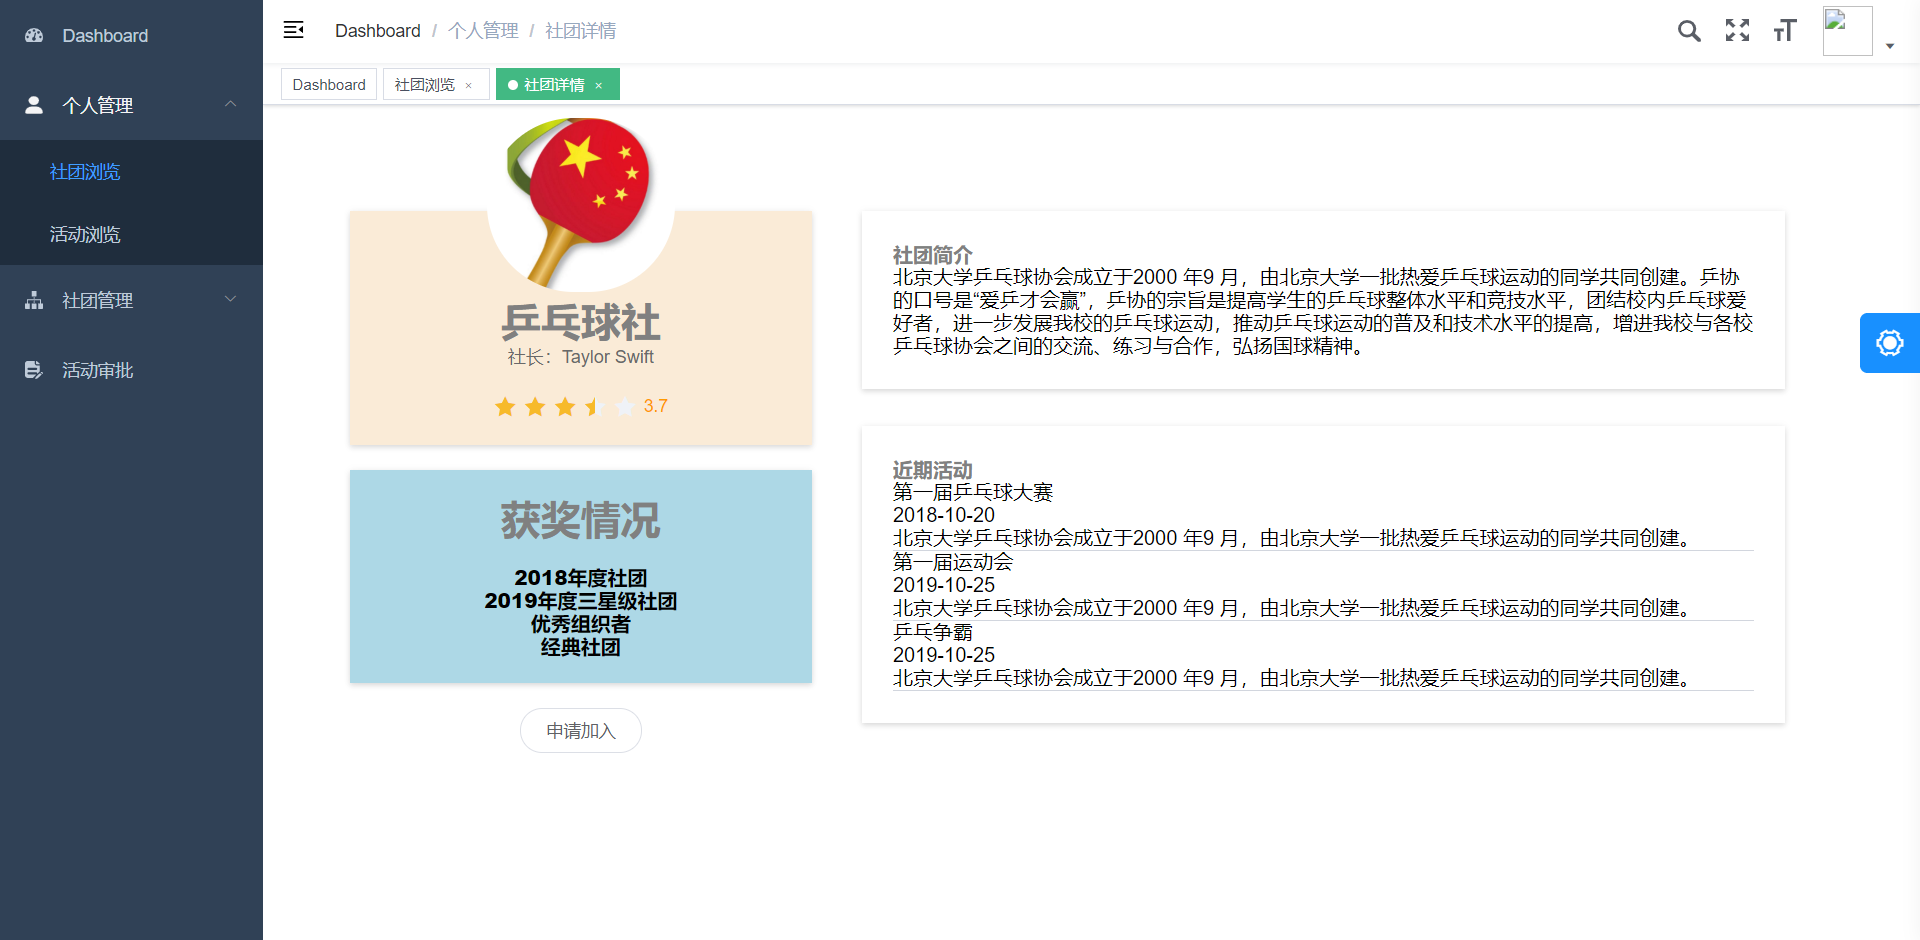 Dashboard
个人管理
社团浏览
活动浏览
社团管理
活动审批
Dashboard / 个人管理 / 社团详情
Dashboard
社团浏览 ×
社团详情 ×
乒乓球社
社长：Taylor Swift
3.7
获奖情况
2018年度社团
2019年度三星级社团
优秀组织者
经典社团
申请加入
社团简介
北京大学乒乓球协会成立于2000 年9 月，由北京大学一批热爱乒乓球运动的同学共同创建。乒协
的口号是“爱乒才会赢”，乒协的宗旨是提高学生的乒乓球整体水平和竞技水平，团结校内乒乓球爱
好者，进一步发展我校的乒乓球运动，推动乒乓球运动的普及和技术水平的提高，增进我校与各校
乒乓球协会之间的交流、练习与合作，弘扬国球精神。
近期活动
第一届乒乓球大赛
2018-10-20
北京大学乒乓球协会成立于2000 年9 月，由北京大学一批热爱乒乓球运动的同学共同创建。
第一届运动会
2019-10-25
北京大学乒乓球协会成立于2000 年9 月，由北京大学一批热爱乒乓球运动的同学共同创建。
乒乓争霸
2019-10-25
北京大学乒乓球协会成立于2000 年9 月，由北京大学一批热爱乒乓球运动的同学共同创建。